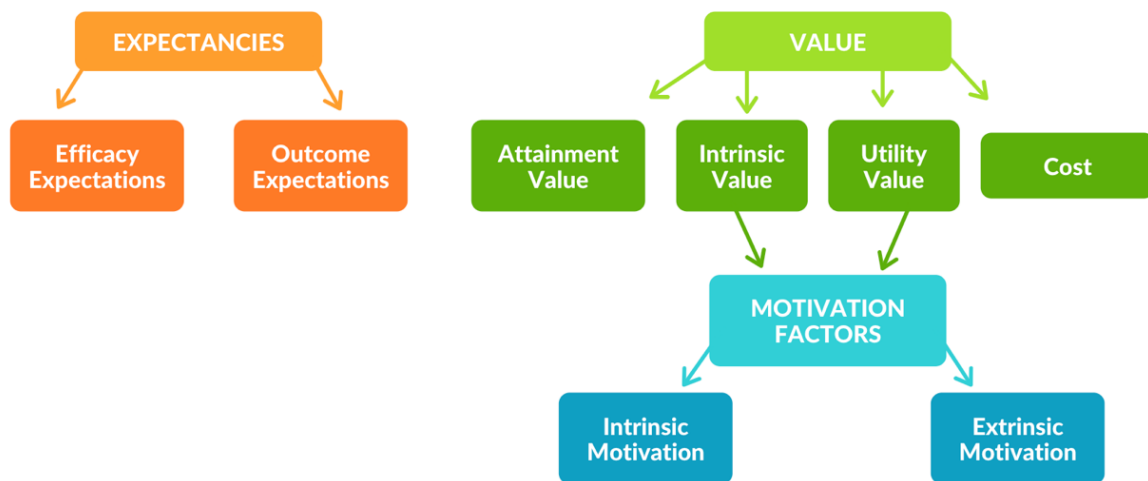 EXPECTANCIES
VALUE
Efficacy
Expectations
Outcome
Expectations
Attainment
Value
Intrinsic
Value
Utility
Value
Cost
MOTIVATION
FACTORS
Intrinsic
Motivation
Extrinsic
Motivation